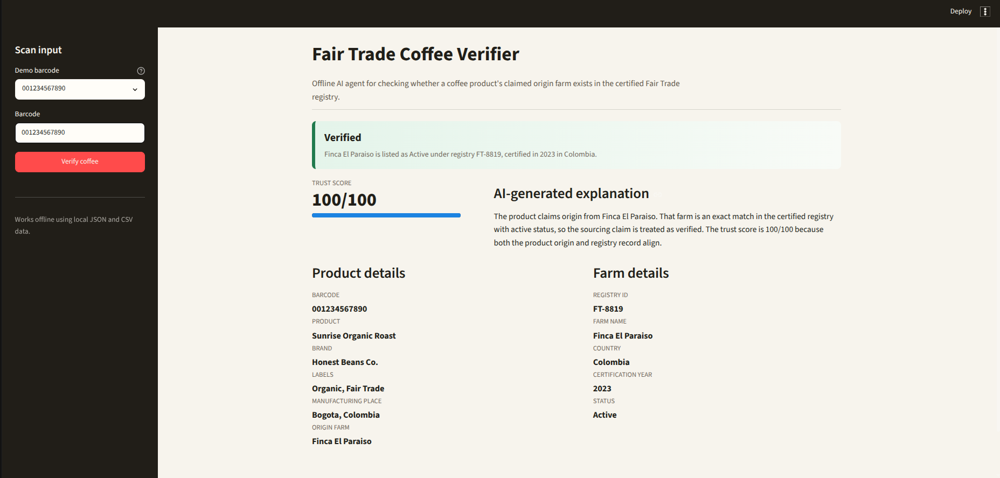 Deploy
Scan input
Demo barcode
001234567890
Barcode
001234567890
Verify coffee
Works offline using local JSON and CSV
data.
Fair Trade Coffee Verifier
Offline AI agent for checking whether a coffee product's claimed origin farm exists in the certified Fair Trade
registry.
Verified
Finca El Paraiso is listed as Active under registry FT-8819, certified in 2023 in Colombia.
TRUST SCORE
100/100
AI-generated explanation
The product claims origin from Finca El Paraiso. That farm is an exact match in the certified registry
with active status, so the sourcing claim is treated as verified. The trust score is 100/100 because
both the product origin and registry record align.
Product details
BARCODE
001234567890
PRODUCT
Sunrise Organic Roast
BRAND
Honest Beans Co.
LABELS
Organic, Fair Trade
MANUFACTURING PLACE
Bogota, Colombia
ORIGIN FARM
Finca El Paraiso
Farm details
REGISTRY ID
FT-8819
FARM NAME
Finca El Paraiso
COUNTRY
Colombia
CERTIFICATION YEAR
2023
STATUS
Active